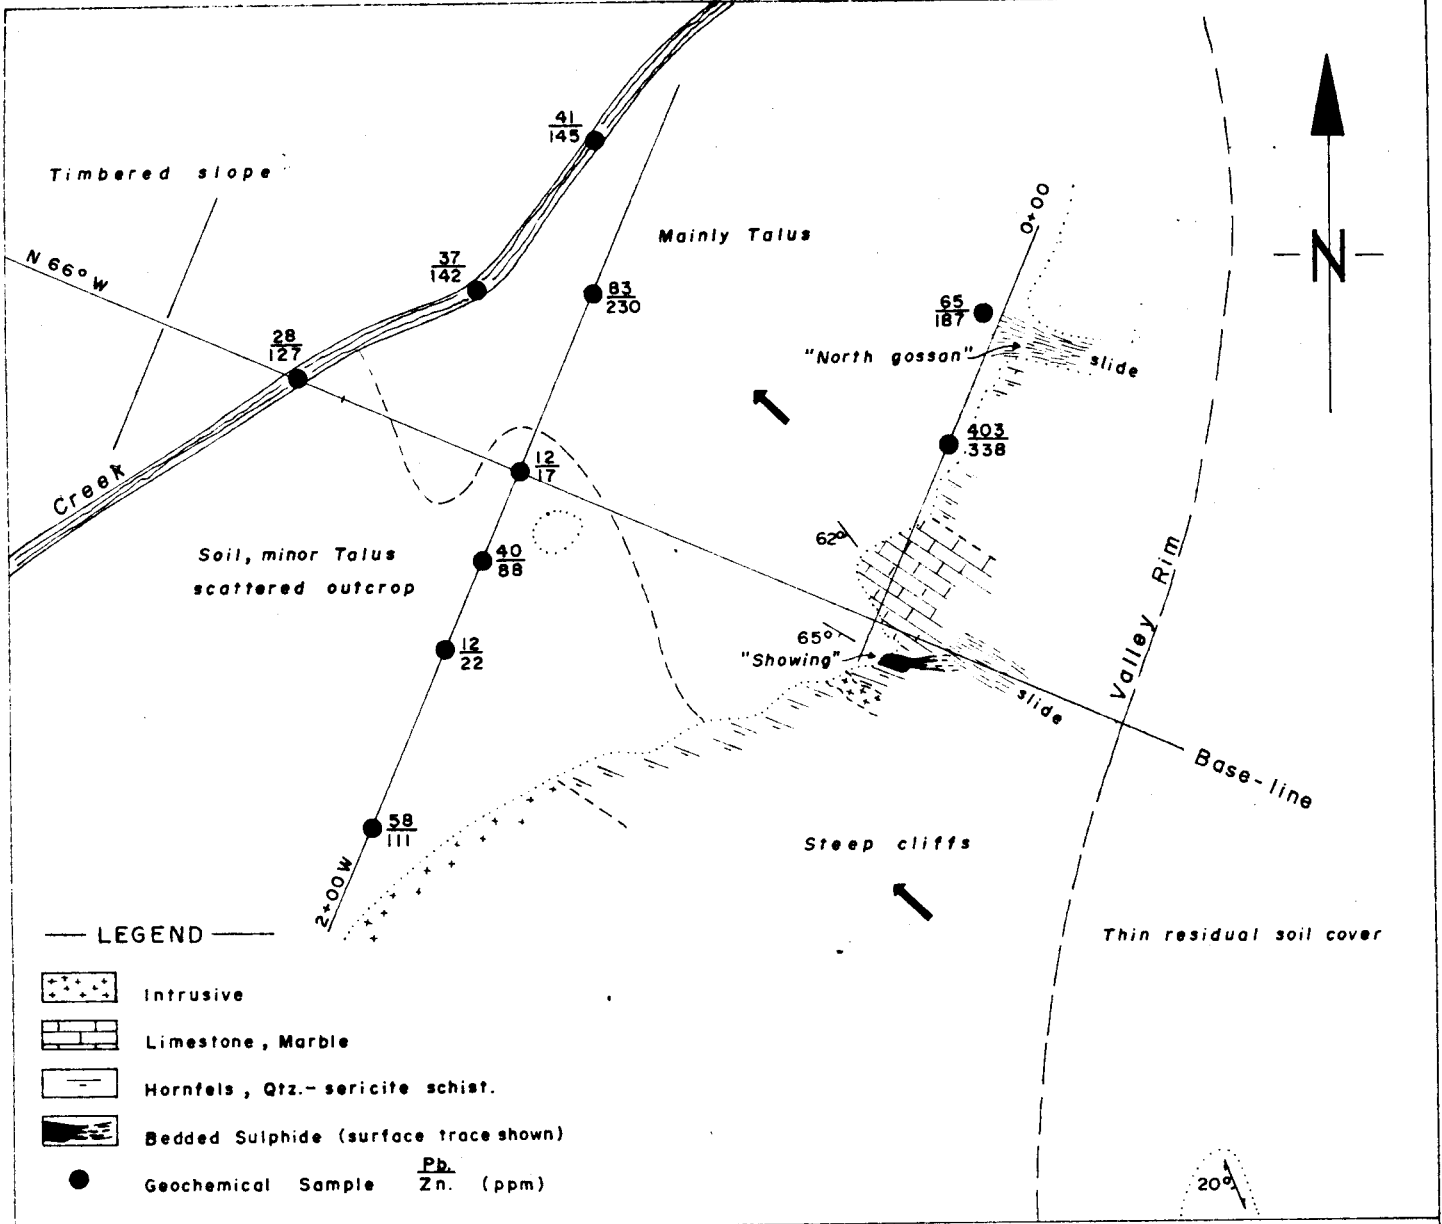 41
145
Timbered slope
0+00
Mainly Talus
N 66° W
37
142
83
230
N
65
187
28
127
"North gossan"
slide
403
338
12
17
Creek
62°
Soil, minor Talus
scattered outcrop
40
88
Valley Rim
65°
12
22
"Showing"
slide
Base-line
58
111
Steep cliffs
2+00W
LEGEND
Thin residual soil cover
Intrusive
Limestone, Marble
Hornfels, Qtz.- sericite schist.
Bedded Sulphide (surface trace shown)
Geochemical Sample Pb. (ppm)
Zn.
20°